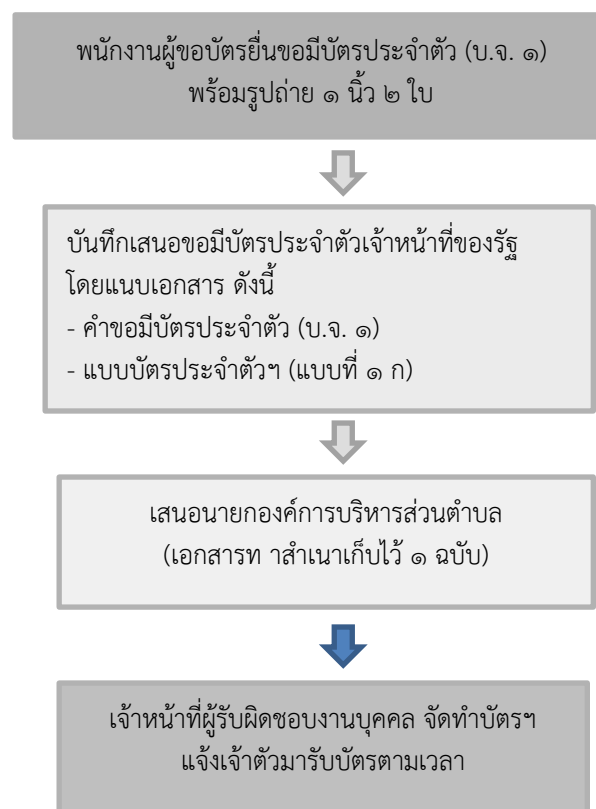 พนักงานผู้ขอบัตรยื่นขอมีบัตรประจำตัว (บ.จ. ๑)
พร้อมรูปถ่าย ๑ นิ้ว ๒ ใบ
บันทึกเสนอขอมีบัตรประจำตัวเจ้าหน้าที่ของรัฐ
โดยแนบเอกสาร ดังนี้
- คำขอมีบัตรประจำตัว (บ.จ. ๑)
- แบบบัตรประจำตัวฯ (แบบที่ ๑ ก)
เสนอนายกองค์การบริหารส่วนตำบล
(เอกสารท าสำเนาเก็บไว้ ๑ ฉบับ)
เจ้าหน้าที่ผู้รับผิดชอบงานบุคคล จัดทำบัตรฯ
แจ้งเจ้าตัวมารับบัตรตามเวลา